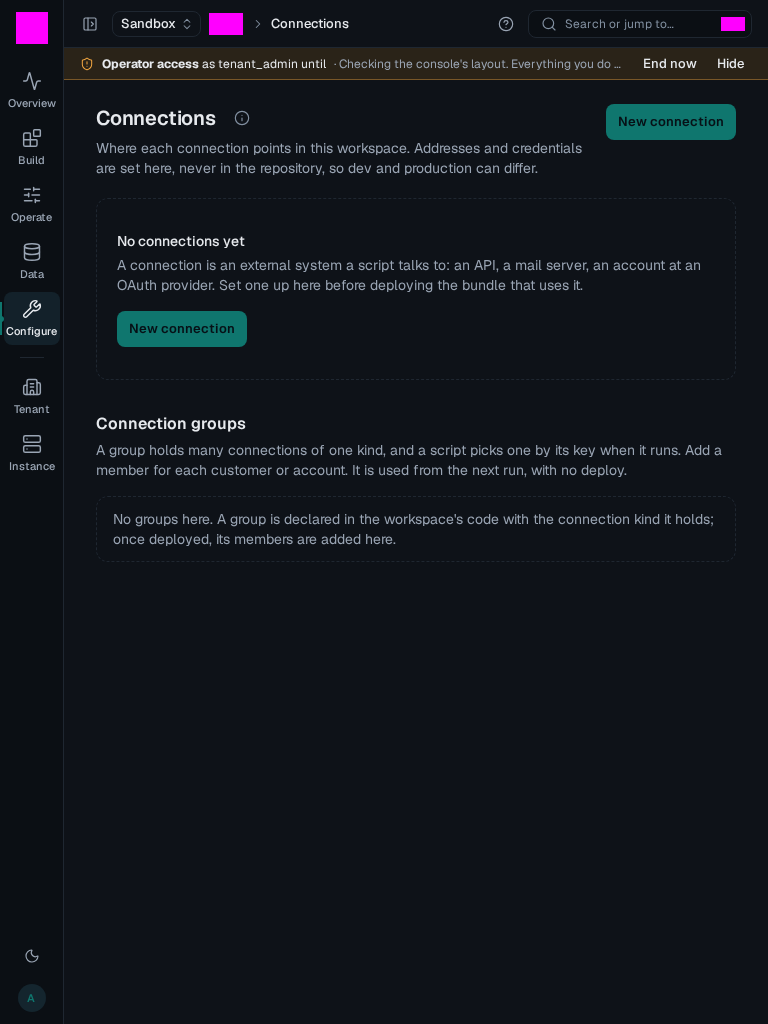 Sandbox
Connections
Search or jump to…
Operator access as tenant_admin until · Checking the console's layout. Everything you do …
End now
Hide
Overview
Build
Operate
Data
Configure
Tenant
Instance
A
Connections
New connection
Where each connection points in this workspace. Addresses and credentials
are set here, never in the repository, so dev and production can differ.
No connections yet
A connection is an external system a script talks to: an API, a mail server, an account at an
OAuth provider. Set one up here before deploying the bundle that uses it.
New connection
Connection groups
A group holds many connections of one kind, and a script picks one by its key when it runs. Add a
member for each customer or account. It is used from the next run, with no deploy.
No groups here. A group is declared in the workspace's code with the connection kind it holds;
once deployed, its members are added here.